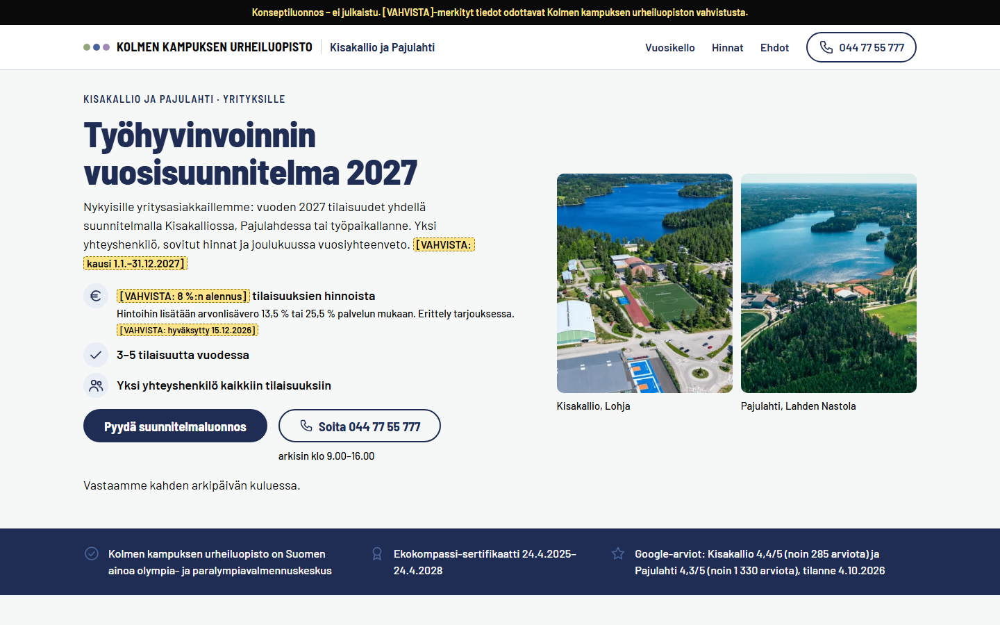 Konseptiluonnos – ei julkaistu. [VAHVISTA]-merkityt tiedot odottavat Kolmen kampuksen urheiluopiston vahvistusta.
KOLMEN KAMPUKSEN URHEILUOPISTO
Kisakallio ja Pajulahti
Vuosikello
Hinnat
Ehdot
044 77 55 777
KISAKALLIO JA PAJULAHTI · YRITYKSILLE
Työhyvinvoinnin
vuosisuunnitelma 2027
Nykyisille yritysasiakkaillemme: vuoden 2027 tilaisuudet yhdellä
suunnitelmalla Kisakalliossa, Pajulahdessa tai työpaikallanne. Yksi
yhteyshenkilö, sovitut hinnat ja joulukuussa vuosiyhteenveto. [VAHVISTA:
kausi 1.1.–31.12.2027]
[VAHVISTA: 8 %:n alennus] tilaisuuksien hinnoista
Hintoihin lisätään arvonlisävero 13,5 % tai 25,5 % palvelun mukaan. Erittely tarjouksessa.
[VAHVISTA: hyväksytty 15.12.2026]
3–5 tilaisuutta vuodessa
Yksi yhteyshenkilö kaikkiin tilaisuuksiin
Pyydä suunnitelmaluonnos
Soita 044 77 55 777
arkisin klo 9.00–16.00
Vastaamme kahden arkipäivän kuluessa.
Kisakallio, Lohja
Pajulahti, Lahden Nastola
Kolmen kampuksen urheiluopisto on Suomen
ainoa olympia- ja paralympiavalmennuskeskus
Ekokompassi-sertifikaatti 24.4.2025–
24.4.2028
Google-arviot: Kisakallio 4,4/5 (noin 285 arviota) ja
Pajulahti 4,3/5 (noin 1 330 arviota), tilanne 4.10.2026